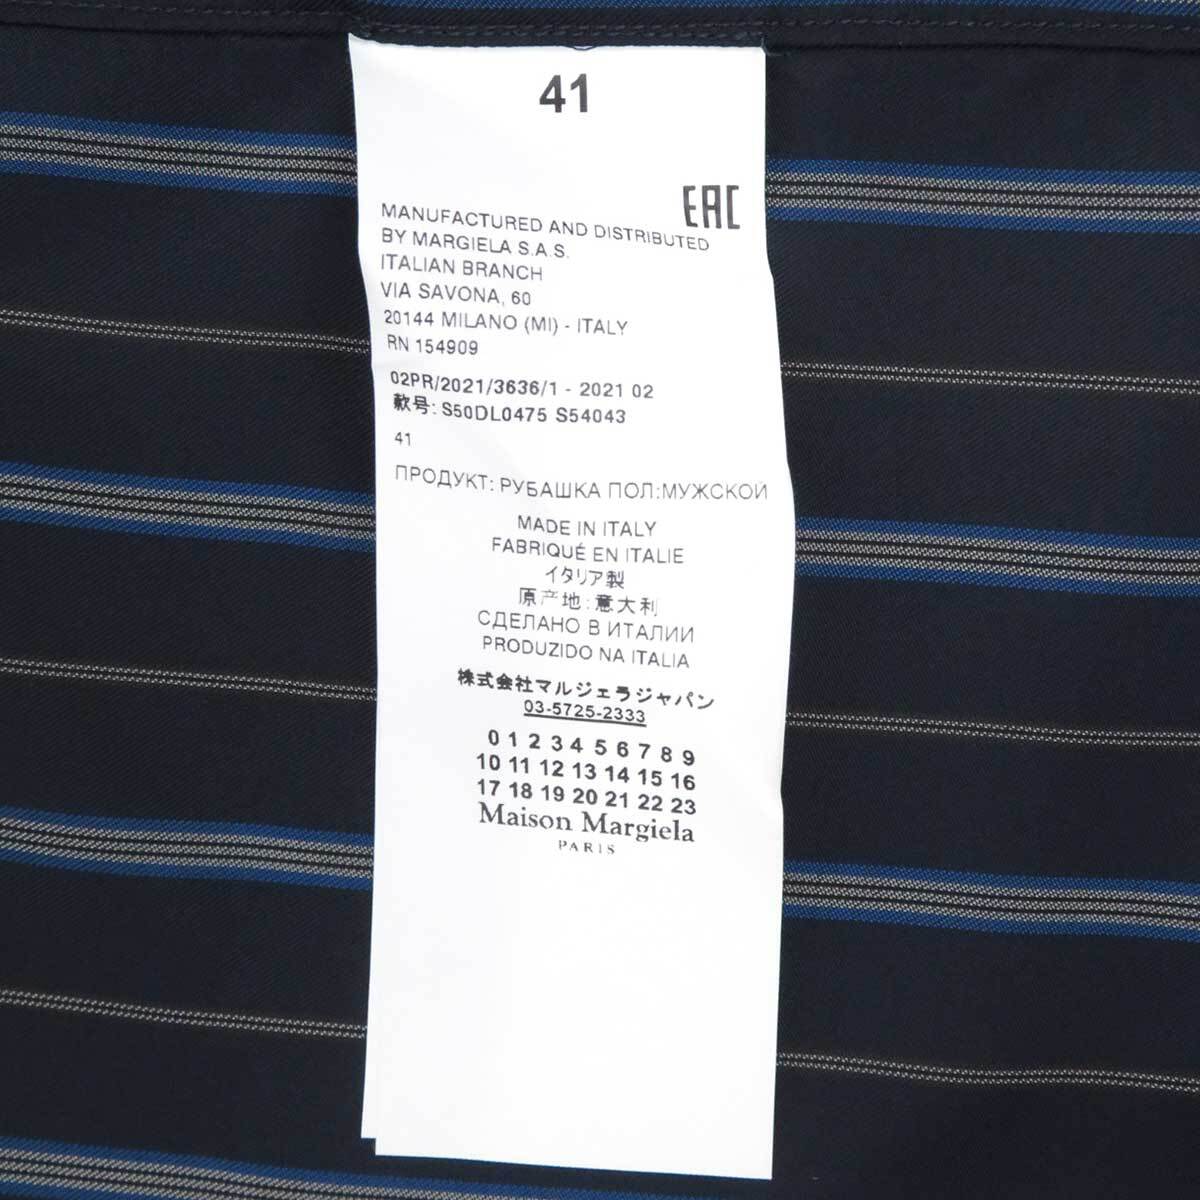 41
EAC
MANUFACTURED AND DISTRIBUTED
BY MARGIELA S.A.S.
ITALIAN BRANCH
VIA SAVONA, 60
20144 MILANO (MI) - ITALY
RN 154909
02PR/2021/3636/1 - 2021 02
款号: S50DL0475 S54043
41
ПРОДУКТ: РУБАШКА ПОЛ:МУЖСКОЙ
MADE IN ITALY
FABRIQUÉ EN ITALIE
イタリア製
原产地:意大利
СДЕЛАНО В ИТАЛИИ
PRODUZIDO NA ITALIA
株式会社マルジェラジャパン
03-5725-2333
0 1 2 3 4 5 6 7 8 9
10 11 12 13 14 15 16
17 18 19 20 21 22 23
Maison Margiela
PARIS